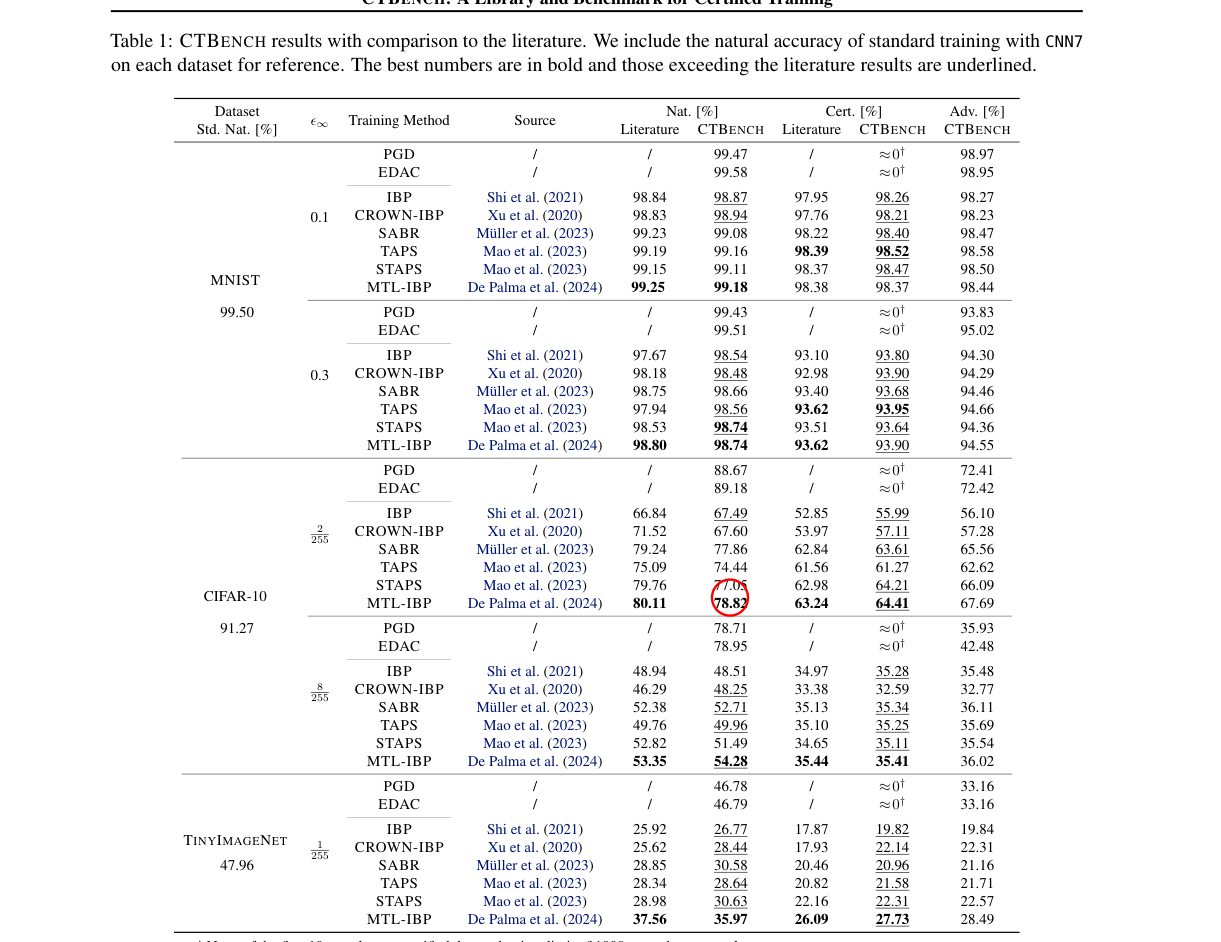 CTBENCH: A Library and Benchmark for Certified Training
Table 1: CTBENCH results with comparison to the literature. We include the natural accuracy of standard training with CNN7
on each dataset for reference. The best numbers are in bold and those exceeding the literature results are underlined.
Dataset Nat. [%] Cert. [%] Adv. [%]
Std. Nat. [%] ϵ∞ Training Method Source Literature CTBENCH Literature CTBENCH CTBENCH
PGD / / 99.47 / ≈0† 98.97
EDAC / / 99.58 / ≈0† 98.95
IBP Shi et al. (2021) 98.84 98.87 97.95 98.26 98.27
0.1 CROWN-IBP Xu et al. (2020) 98.83 98.94 97.76 98.21 98.23
SABR Müller et al. (2023) 99.23 99.08 98.22 98.40 98.47
TAPS Mao et al. (2023) 99.19 99.16 98.39 98.52 98.58
STAPS Mao et al. (2023) 99.15 99.11 98.37 98.47 98.50
MNIST
MTL-IBP De Palma et al. (2024) 99.25 99.18 98.38 98.37 98.44
99.50 PGD / / 99.43 / ≈0† 93.83
EDAC / / 99.51 / ≈0† 95.02
IBP Shi et al. (2021) 97.67 98.54 93.10 93.80 94.30
0.3 CROWN-IBP Xu et al. (2020) 98.18 98.48 92.98 93.90 94.29
SABR Müller et al. (2023) 98.75 98.66 93.40 93.68 94.46
TAPS Mao et al. (2023) 97.94 98.56 93.62 93.95 94.66
STAPS Mao et al. (2023) 98.53 98.74 93.51 93.64 94.36
MTL-IBP De Palma et al. (2024) 98.80 98.74 93.62 93.90 94.55
PGD / / 88.67 / ≈0† 72.41
EDAC / / 89.18 / ≈0† 72.42
IBP Shi et al. (2021) 66.84 67.49 52.85 55.99 56.10
2/255 CROWN-IBP Xu et al. (2020) 71.52 67.60 53.97 57.11 57.28
SABR Müller et al. (2023) 79.24 77.86 62.84 63.61 65.56
TAPS Mao et al. (2023) 75.09 74.44 61.56 61.27 62.62
STAPS Mao et al. (2023) 79.76 77.05 62.98 64.21 66.09
CIFAR-10
MTL-IBP De Palma et al. (2024) 80.11 78.82 63.24 64.41 67.69
91.27 PGD / / 78.71 / ≈0† 35.93
EDAC / / 78.95 / ≈0† 42.48
IBP Shi et al. (2021) 48.94 48.51 34.97 35.28 35.48
8/255 CROWN-IBP Xu et al. (2020) 46.29 48.25 33.38 32.59 32.77
SABR Müller et al. (2023) 52.38 52.71 35.13 35.34 36.11
TAPS Mao et al. (2023) 49.76 49.96 35.10 35.25 35.69
STAPS Mao et al. (2023) 52.82 51.49 34.65 35.11 35.54
MTL-IBP De Palma et al. (2024) 53.35 54.28 35.44 35.41 36.02
PGD / / 46.78 / ≈0† 33.16
EDAC / / 46.79 / ≈0† 33.16
IBP Shi et al. (2021) 25.92 26.77 17.87 19.82 19.84
TINYIMAGENET
1/255 CROWN-IBP Xu et al. (2020) 25.62 28.44 17.93 22.14 22.31
47.96 SABR Müller et al. (2023) 28.85 30.58 20.46 20.96 21.16
TAPS Mao et al. (2023) 28.34 28.64 20.82 21.58 21.71
STAPS Mao et al. (2023) 28.98 30.63 22.16 22.31 22.57
MTL-IBP De Palma et al. (2024) 37.56 35.97 26.09 27.73 28.49